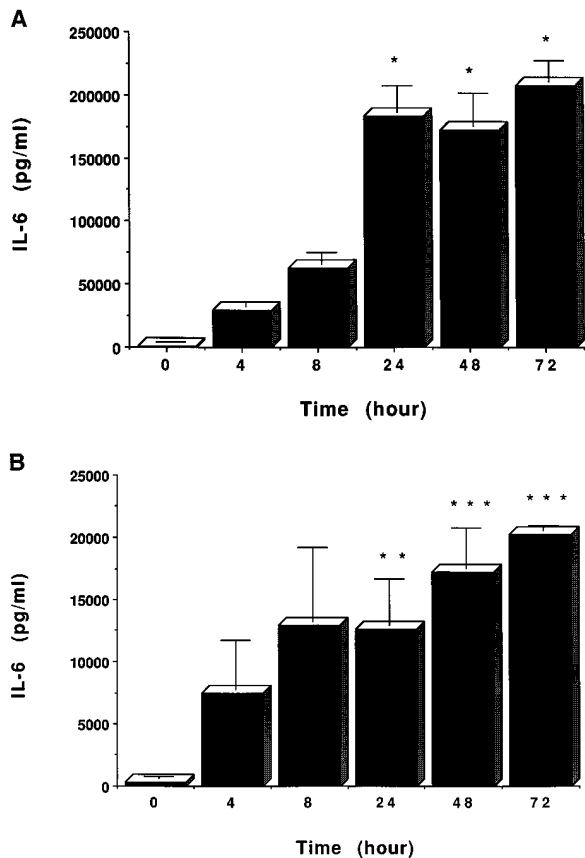 A
250000
200000
150000
100000
50000
0
IL-6 (pg/ml)
* * *
0 4 8 24 48 72
Time (hour)
B
25000
20000
15000
10000
5000
0
IL-6 (pg/ml)
** *** ***
0 4 8 24 48 72
Time (hour)